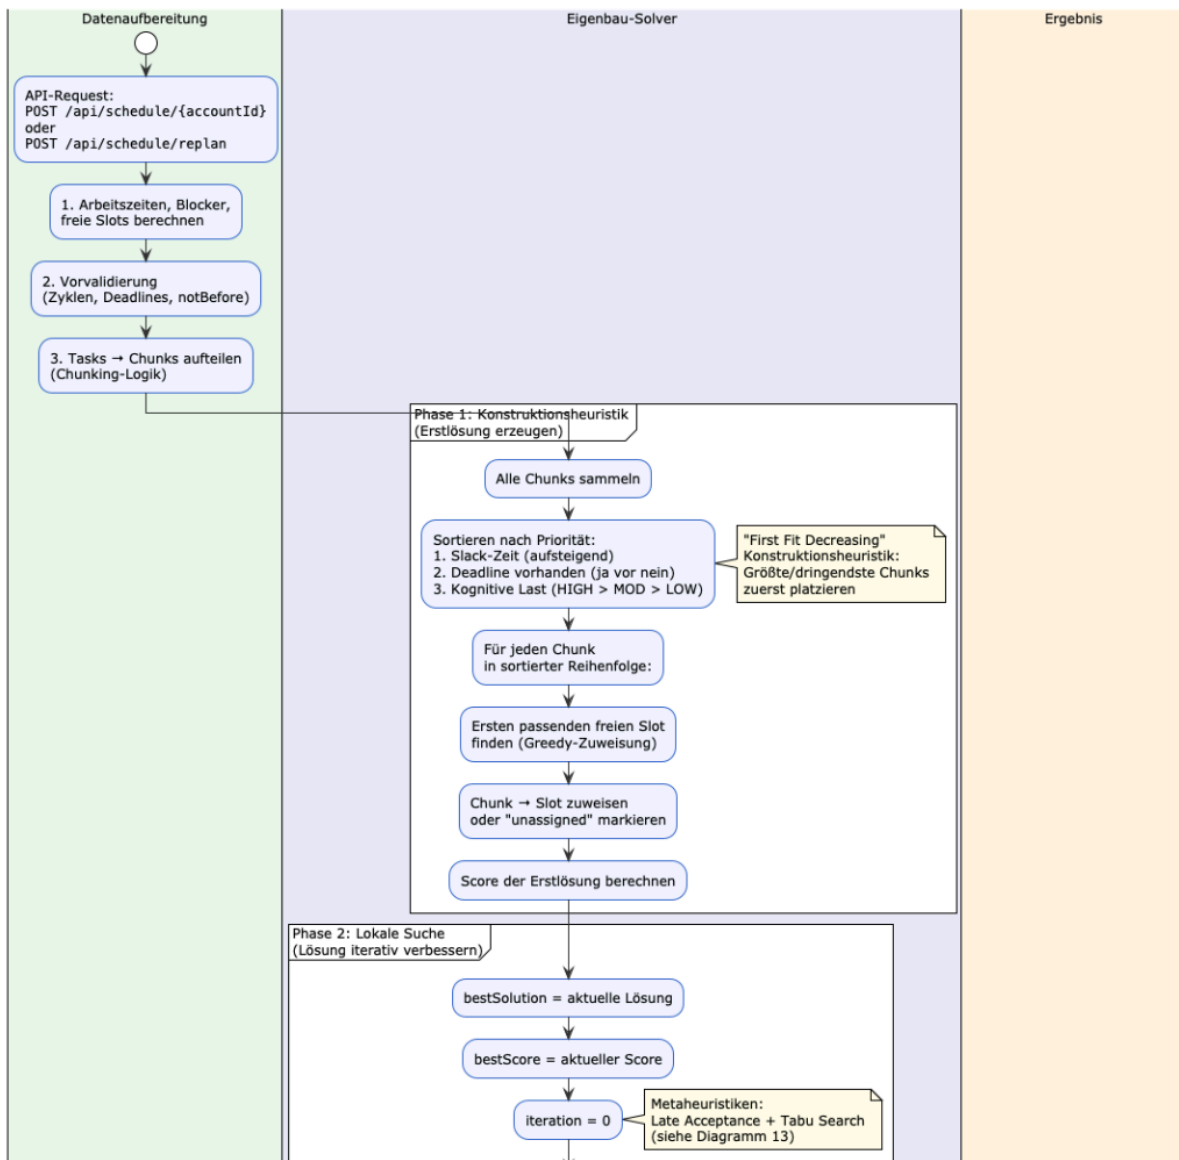 Datenaufbereitung
Eigenbau-Solver
Ergebnis
API-Request:
POST /api/schedule/{accountId}
oder
POST /api/schedule/replan
1. Arbeitszeiten, Blocker,
freie Slots berechnen
2. Vorvalidierung
(Zyklen, Deadlines, notBefore)
3. Tasks → Chunks aufteilen
(Chunking-Logik)
Phase 1: Konstruktionsheuristik
(Erstlösung erzeugen)
Alle Chunks sammeln
Sortieren nach Priorität:
1. Slack-Zeit (aufsteigend)
2. Deadline vorhanden (ja vor nein)
3. Kognitive Last (HIGH > MOD > LOW)
"First Fit Decreasing"
Konstruktionsheuristik:
Größte/dringendste Chunks
zuerst platzieren
Für jeden Chunk
in sortierter Reihenfolge:
Ersten passenden freien Slot
finden (Greedy-Zuweisung)
Chunk → Slot zuweisen
oder "unassigned" markieren
Score der Erstlösung berechnen
Phase 2: Lokale Suche
(Lösung iterativ verbessern)
bestSolution = aktuelle Lösung
bestScore = aktueller Score
iteration = 0
Metaheuristiken:
Late Acceptance + Tabu Search
(siehe Diagramm 13)